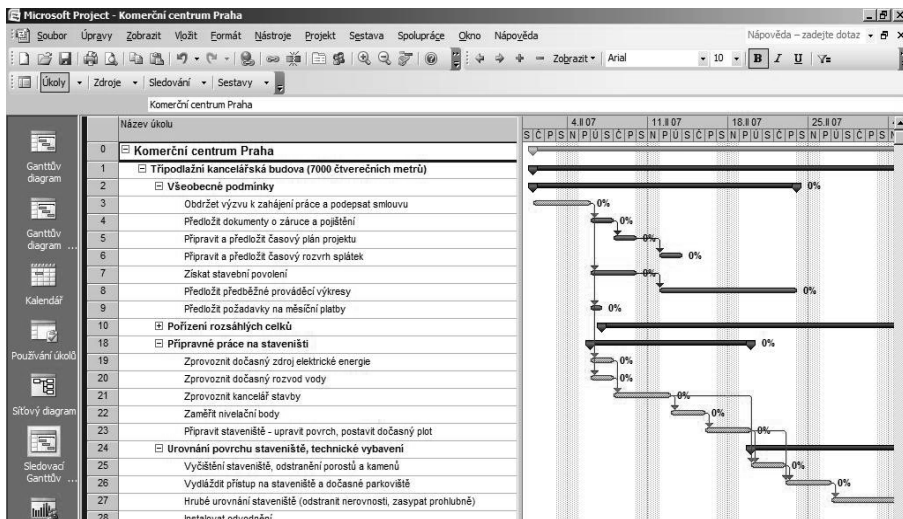 Microsoft Project - Komerční centrum Praha
Soubor Úpravy Zobrazit Vložit Formát Nástroje Projekt Sestava Spolupráce Okno Nápověda Nápověda – zadejte dotaz
Zobrazit Arial 10 B I U
Úkoly Zdroje Sledování Sestavy
Komerční centrum Praha
Název úkolu 4.II 07 11.II 07 18.II 07 25.II 07
S Č P S N P Ú S Č P S N P Ú S Č P S N P Ú S Č P S N P Ú S Č P S
0 Komerční centrum Praha
1 Třípodlažní kancelářská budova (7000 čtverečních metrů)
2 Všeobecné podmínky 0%
3 Obdržet výzvu k zahájení práce a podepsat smlouvu 0%
4 Předložit dokumenty o záruce a pojištění 0%
5 Připravit a předložit časový plán projektu 0%
6 Připravit a předložit časový rozvrh splátek 0%
7 Získat stavební povolení 0%
8 Předložit předběžné prováděcí výkresy 0%
9 Předložit požadavky na měsíční platby 0%
10 Pořízení rozsáhlých celků
18 Přípravné práce na staveništi 0%
19 Zprovoznit dočasný zdroj elektrické energie 0%
20 Zprovoznit dočasný rozvod vody 0%
21 Zprovoznit kancelář stavby 0%
22 Zaměřit nivelační body 0%
23 Připravit staveniště - upravit povrch, postavit dočasný plot 0%
24 Urovnání povrchu staveniště, technické vybavení
25 Vyčištění staveniště, odstranění porostů a kamenů 0%
26 Vydláždit přístup na staveniště a dočasné parkoviště 0%
27 Hrubé urovnání staveniště (odstranit nerovnosti, zasypat prohlubně)
28 Instalovat odvodnění
Ganttův diagram
Ganttův diagram ...
Kalendář
Používání úkolů
Síťový diagram
Sledovací Ganttův ...